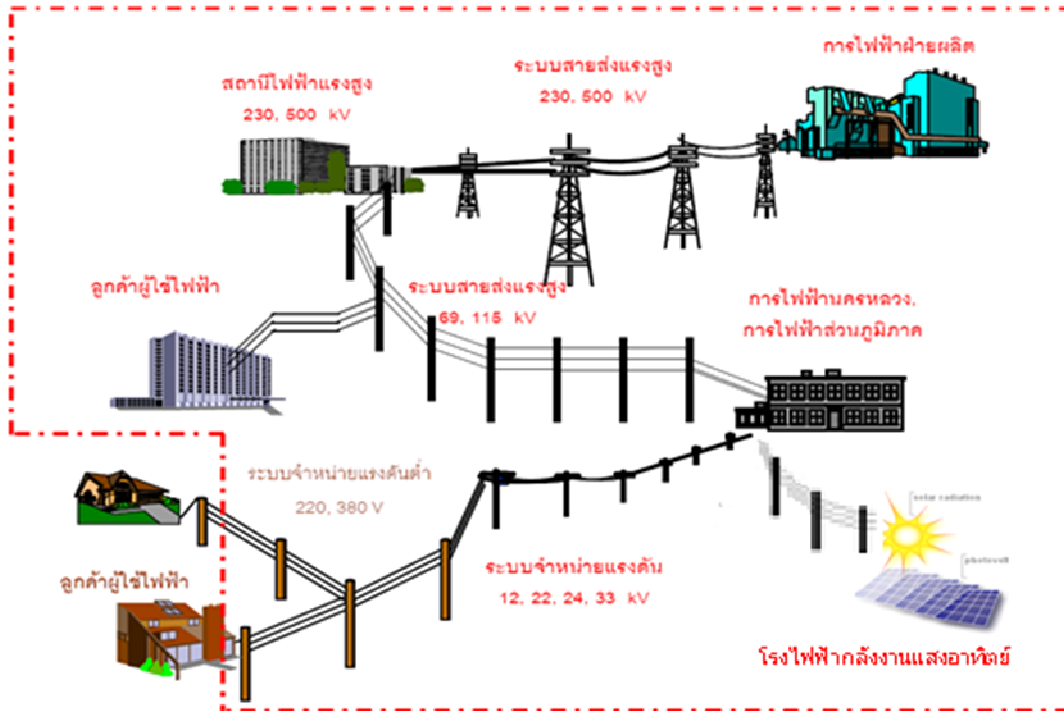 การไฟฟ้าฝ่ายผลิต
ระบบสายส่งแรงสูง
230, 500 kV
สถานีไฟฟ้าแรงสูง
230, 500 kV
ลูกค้าผู้ใช้ไฟฟ้า
ระบบสายส่งแรงสูง
69, 115 kV
การไฟฟ้านครหลวง,
การไฟฟ้าส่วนภูมิภาค
ระบบจำหน่ายแรงดันต่ำ
220, 380 V
solar radiation
photovolt
ลูกค้าผู้ใช้ไฟฟ้า
ระบบจำหน่ายแรงดัน
12, 22, 24, 33 kV
โรงไฟฟ้ากลังงานแสงอาทิตย์